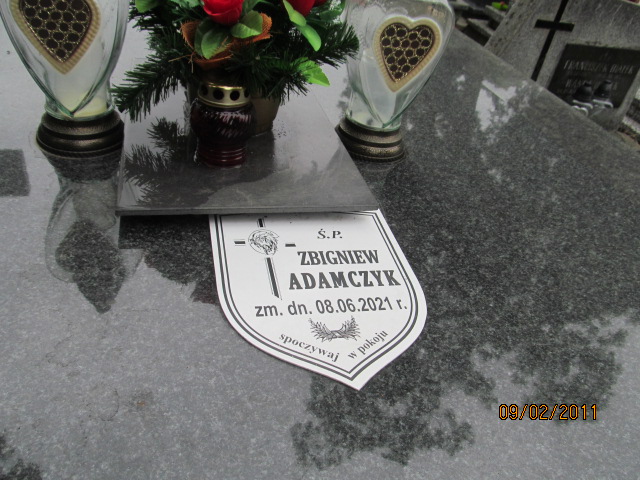 Ś.P.
ZBIGNIEW
ADAMCZYK
zm. dn. 08.06.2021 r.
spoczywaj w pokoju
09/02/2011